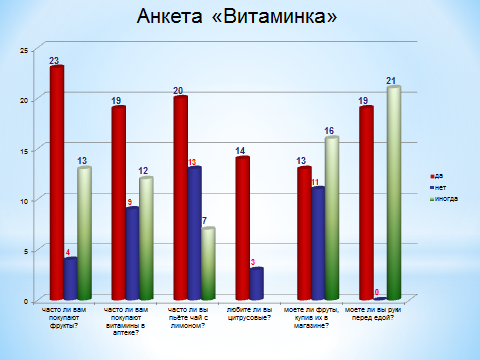 Анкета «Витаминка»
25
20
15
10
5
0
23
4
13
19
9
12
20
13
7
14
3
13
11
16
19
0
21
часто ли вам
покупают
фрукты?
часто ли вам
покупают
витамины в
аптеке?
часто ли вы
пьёте чай с
лимоном?
любите ли вы
цитрусовые?
моете ли фруты,
купив их в
магазине?
моете ли вы руки
перед едой?
да
нет
иногда